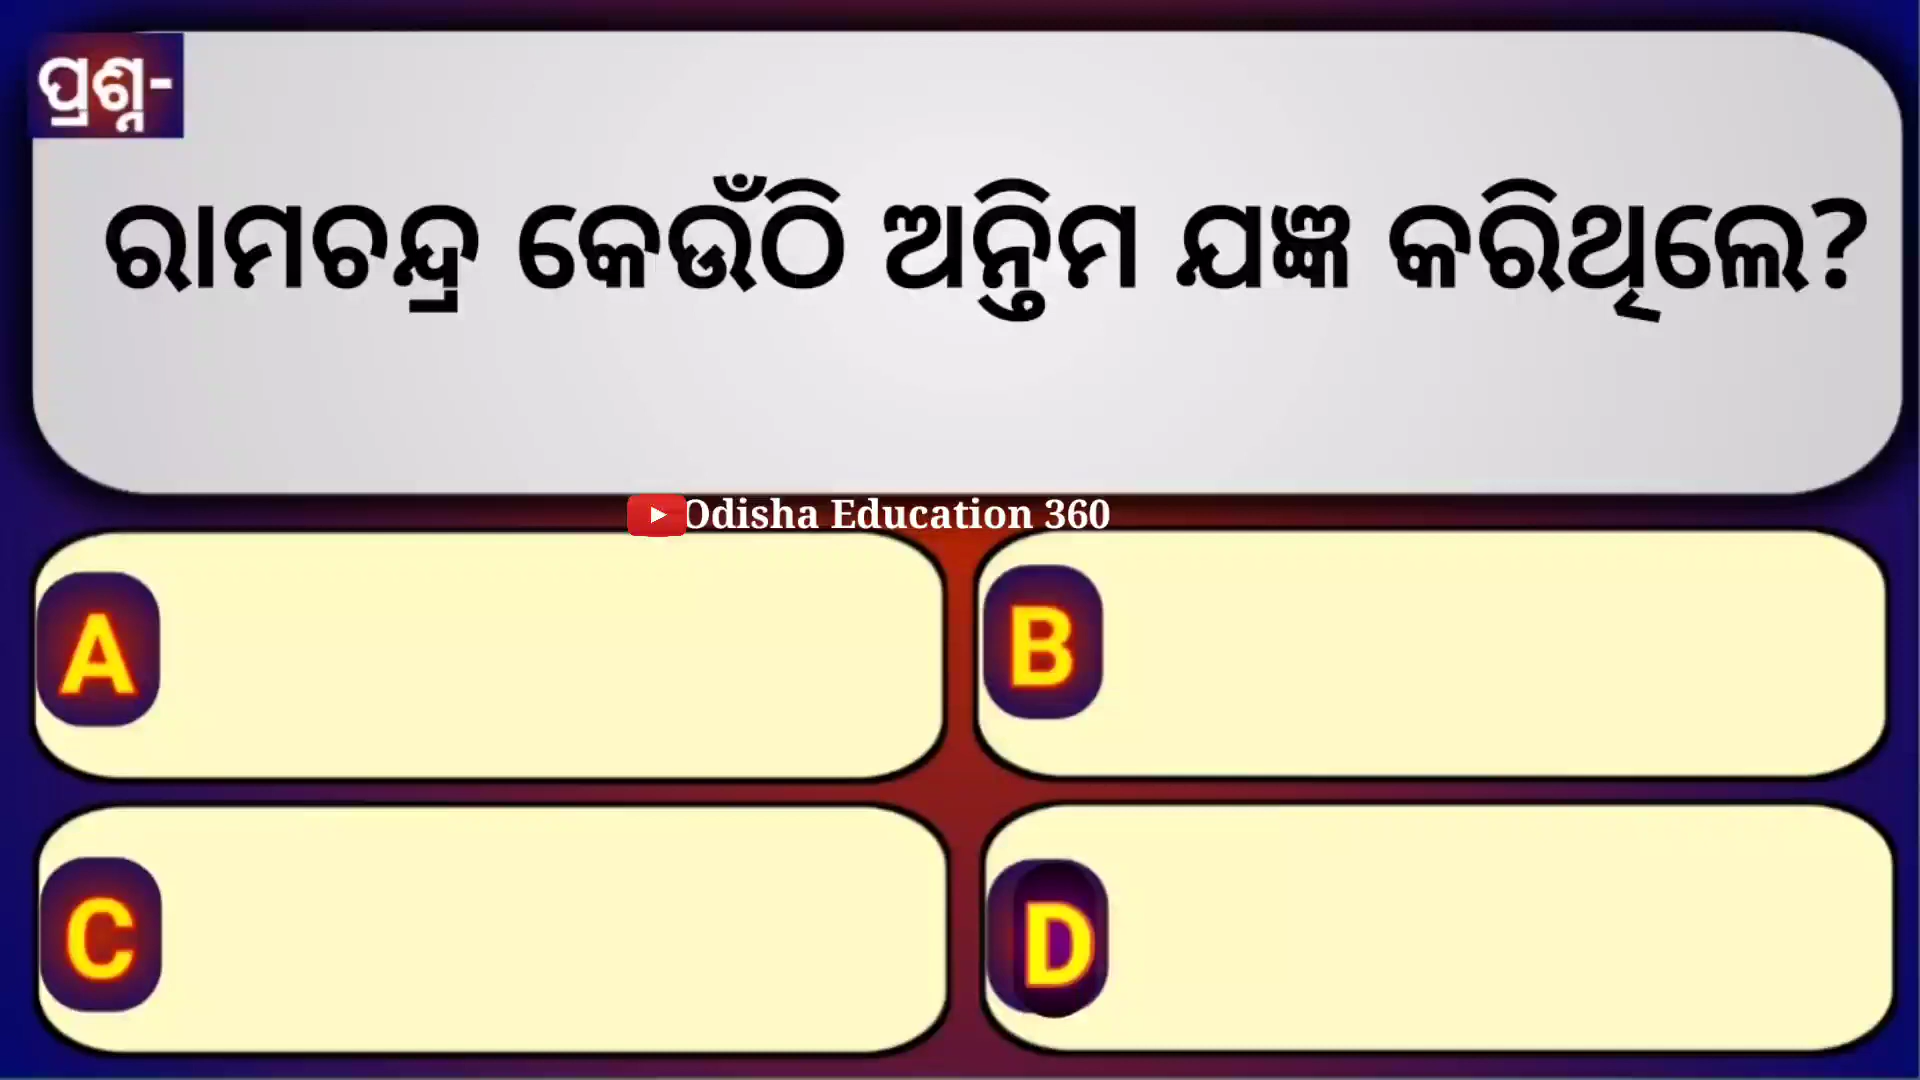 ପ୍ରଶ୍ନ-
ରାମଚନ୍ଦ୍ର କେଉଁଠି ଅନ୍ତିମ ଯଜ୍ଞ କରିଥିଲେ?
Odisha Education 360
A
B
C
D